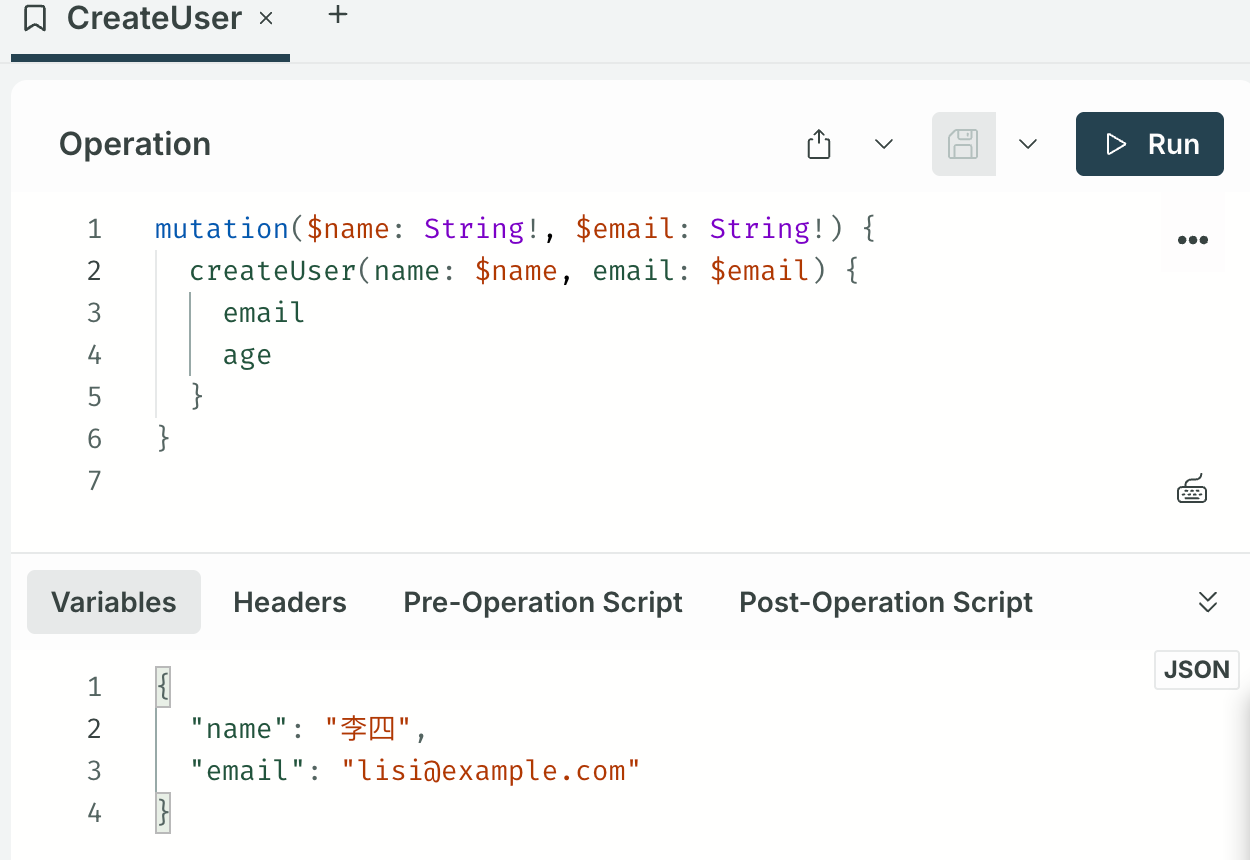 CreateUser × +
Operation
Run
1 mutation($name: String!, $email: String!) {
2   createUser(name: $name, email: $email) {
3     email
4     age
5   }
6 }
7
Variables Headers Pre-Operation Script Post-Operation Script
JSON
1 {
2   "name": "李四",
3   "email": "lisi@example.com"
4 }